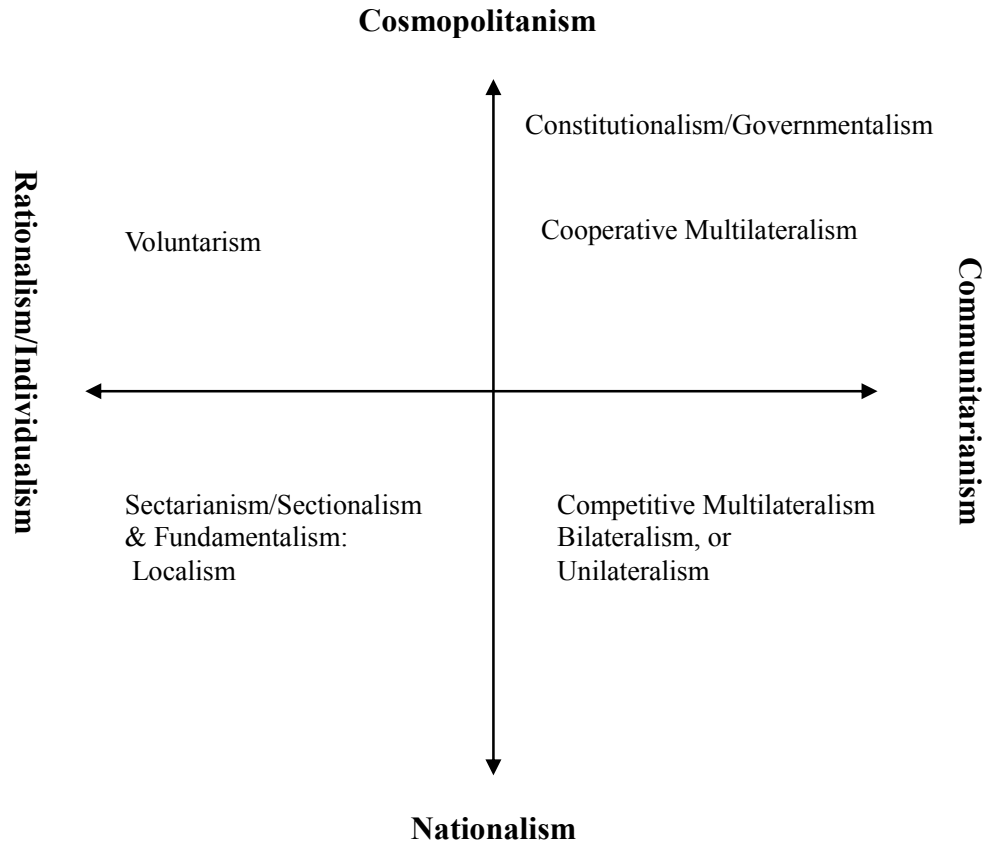 Cosmopolitanism
Constitutionalism/Governmentalism
Rationalism/Individualism
Voluntarism
Cooperative Multilateralism
Communitarianism
Sectarianism/Sectionalism
& Fundamentalism:
Localism
Competitive Multilateralism
Bilateralism, or
Unilateralism
Nationalism